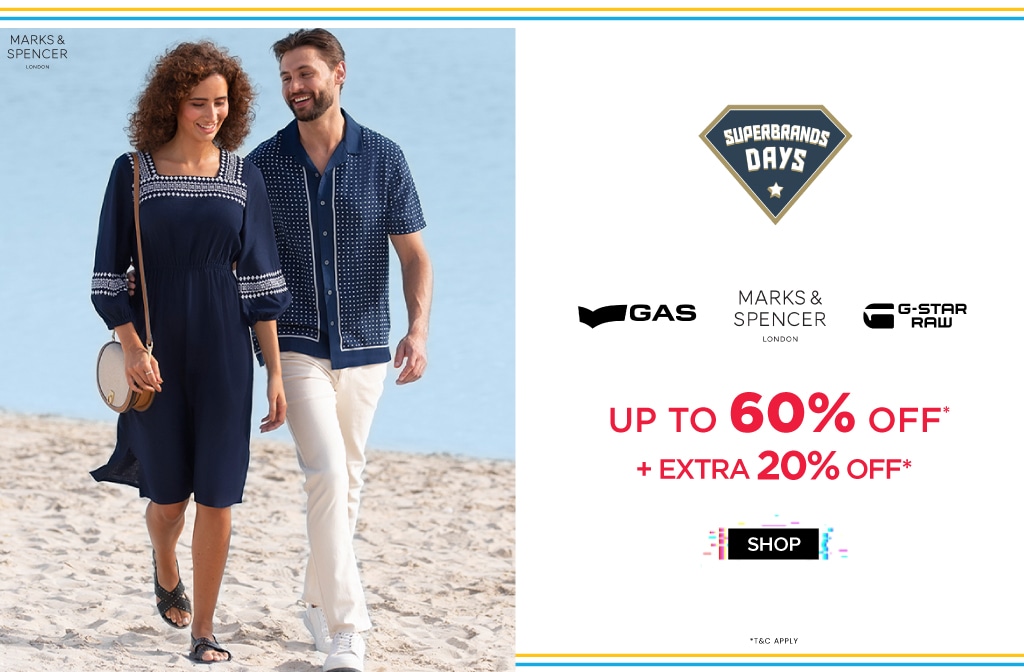 MARKS &
SPENCER
LONDON
SUPERBRANDS
DAYS
GAS
MARKS &
SPENCER
LONDON
G-STAR
RAW
UP TO 60% OFF*
+ EXTRA 20% OFF*
SHOP
*T&C APPLY